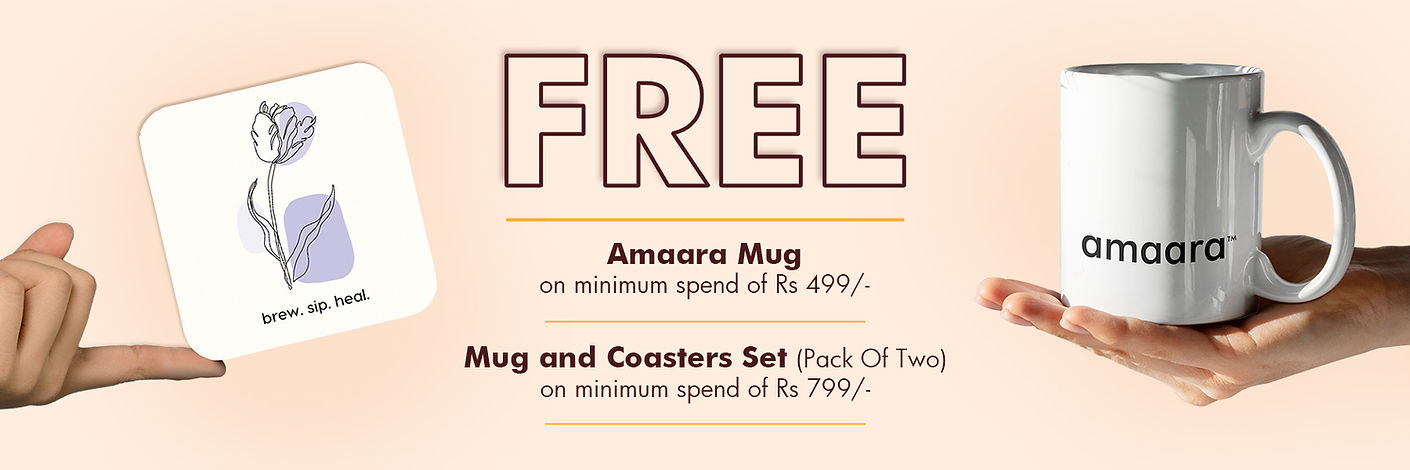 FREE
Amaara Mug
on minimum spend of Rs 499/-
Mug and Coasters Set (Pack Of Two)
on minimum spend of Rs 799/-
brew. sip. heal.
amaara™